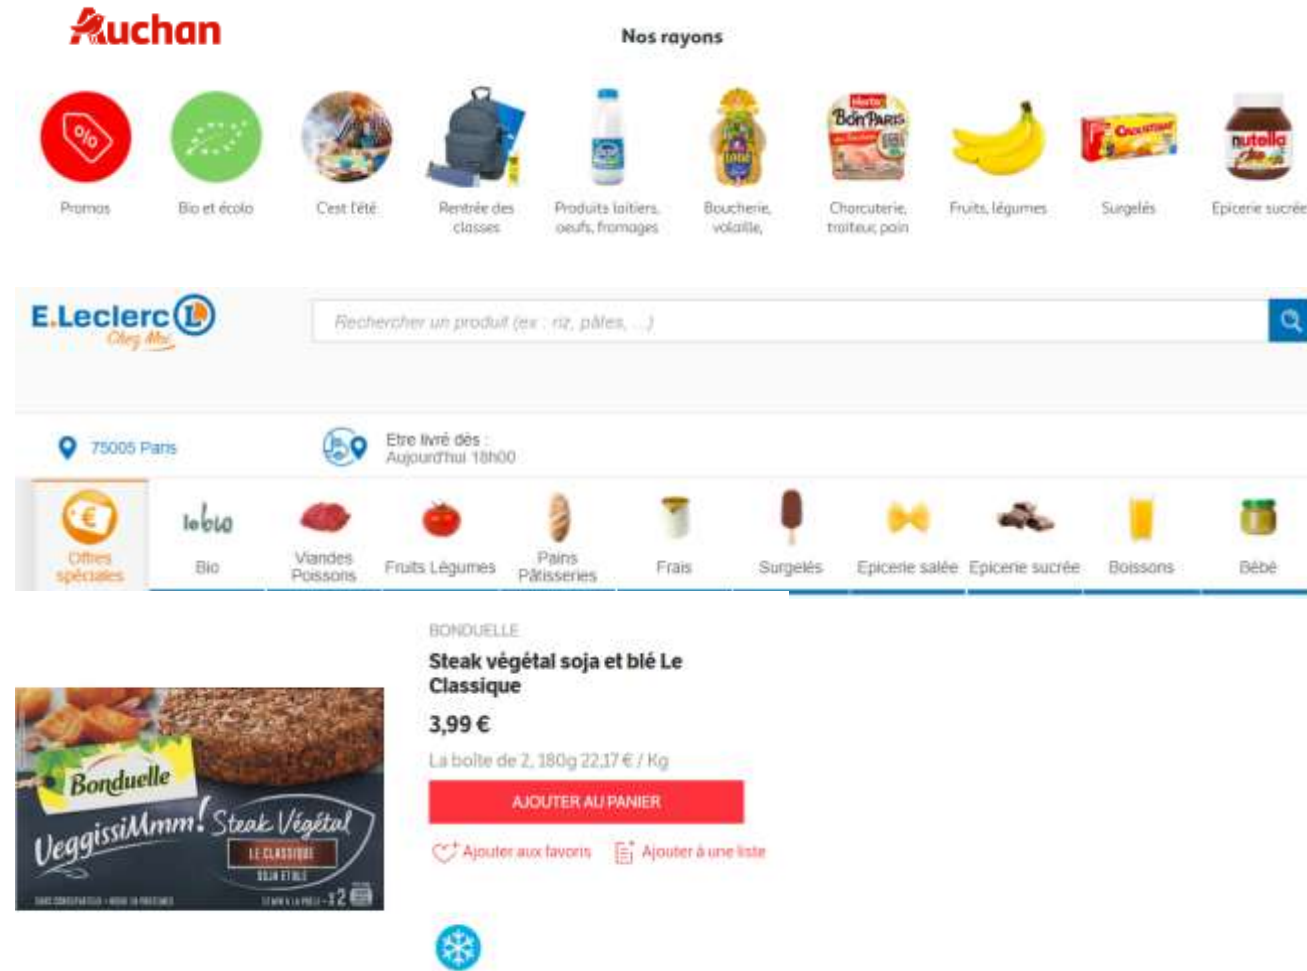 Auchan
Nos rayons
%
Herta
BON PARIS
nutella
Promos
Bio et écolo
C'est l'été
Rentrée des classes
Produits laitiers, oeufs, fromages
Boucherie, volaille,
Charcuterie, traiteur, pain
Fruits, légumes
Surgelés
Epicerie sucrée
E.Leclerc L
Chez Moi
Rechercher un produit (ex : riz, pâtes, ...)
75005 Paris
Etre livré dès :
Aujourd'hui 18h00
€
le bio
Offres spéciales
Bio
Viandes Poissons
Fruits Légumes
Pains Pâtisseries
Frais
Surgelés
Epicerie salée
Epicerie sucrée
Boissons
Bébé
BONDUELLE
Steak végétal soja et blé Le
Classique
3,99 €
La boîte de 2, 180g 22,17 € / Kg
AJOUTER AU PANIER
Ajouter aux favoris
Ajouter à une liste
Bonduelle
VeggissiMmm! Steak Végétal
LE CLASSIQUE
SOJA ET BLÉ
x2